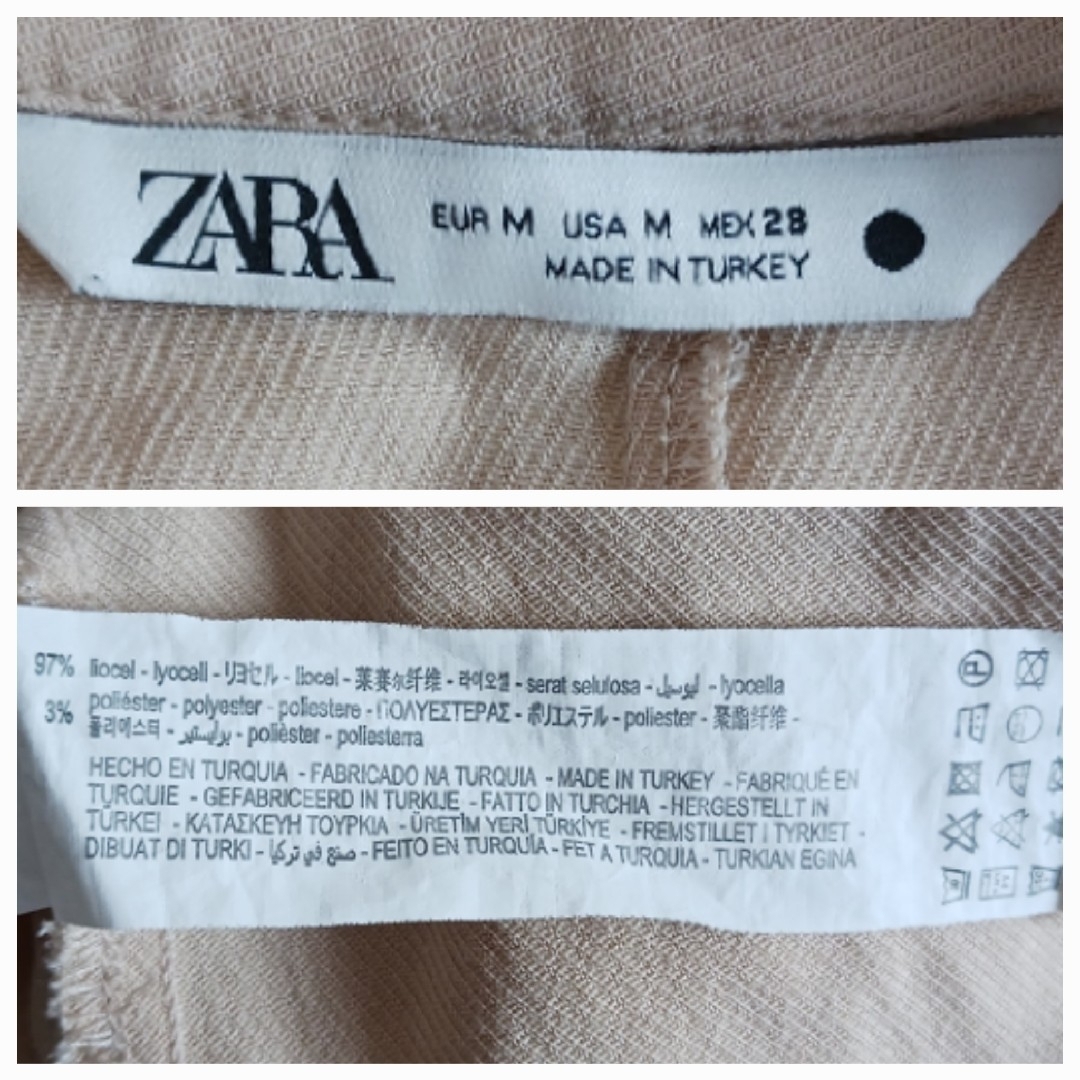 ZARA EUR M USA M MEX 28
MADE IN TURKEY
97% liocel - lyocell - リヨセル - liocel - 莱赛尔纤维 - 라이오셀 - serat selulosa - ليوسيل - lyocella
3% poliéster - polyester - poliestere - ΠΟΛΥΕΣΤΕΡΑΣ - ポリエステル - poliester - 聚酯纤维 -
폴리에스터 - بوليستير - polièster - poliesterra
HECHO EN TURQUIA - FABRICADO NA TURQUIA - MADE IN TURKEY - FABRIQUÉ EN
TURQUIE - GEFABRICEERD IN TURKIJE - FATTO IN TURCHIA - HERGESTELLT IN
TÜRKEI - ΚΑΤΑΣΚΕΥΗ ΤΟΥΡΚΙΑ - ÜRETİM YERİ TÜRKİYE - FREMSTILLET I TYRKIET -
DIBUAT DI TURKI - صنع في تركيا - FEITO EN TURQUÍA - FET A TURQUIA - TURKIAN EGINA